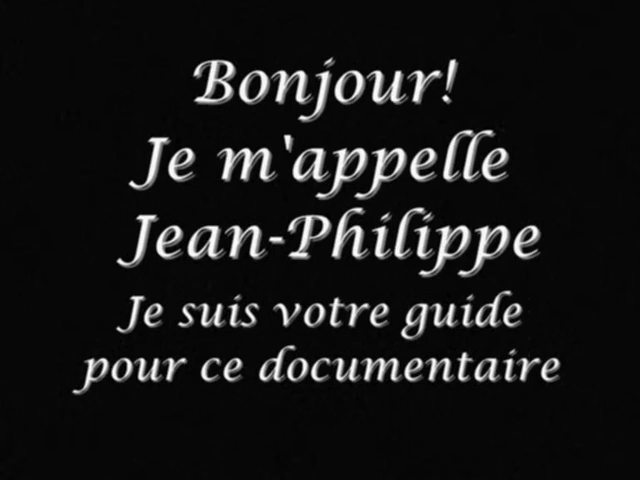 Bonjour!
Je m'appelle
Jean-Philippe
Je suis votre guide
pour ce documentaire